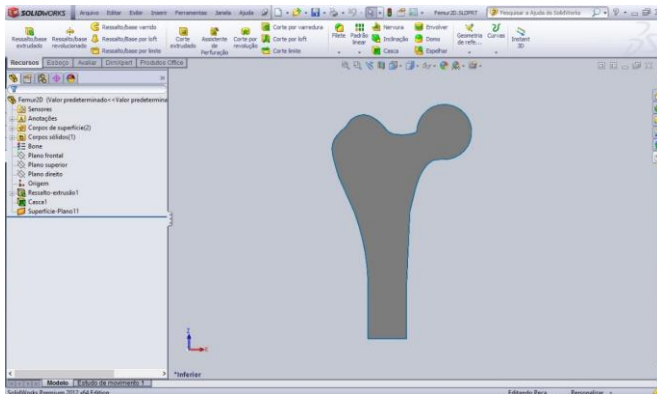 SOLIDWORKS
Arquivo Editar Exibir Inserir Ferramentas Janela Ajuda
Femur2D.SLDPRT
Pesquisar a Ajuda do SolidWorks
Ressalto/base extrudado
Ressalto/base revolucionado
Ressalto/base varrido
Ressalto/base por loft
Ressalto/base por limite
Corte extrudado
Assistente de Perfuração
Corte por revolução
Corte por varredura
Corte por loft
Corte limite
Filete
Padrão linear
Nervura
Inclinação
Casca
Envolver
Domo
Espelhar
Geometria de refe...
Curvas
Instant 3D
Recursos Esboço Avaliar DimXpert Produtos Office
Femur2D (Valor predeterminado<<Valor predetermine
Sensores
Anotações
Corpos de superfície(2)
Corpos sólidos(1)
Bone
Plano frontal
Plano superior
Plano direito
Origem
Ressalto-extrusão1
Casca1
Superfície-Plano11
Z
X
*Inferior
Modelo Estudo de movimento 1
SolidWorks Premium 2012 x64 Edition
Editando Peça
Personalizar